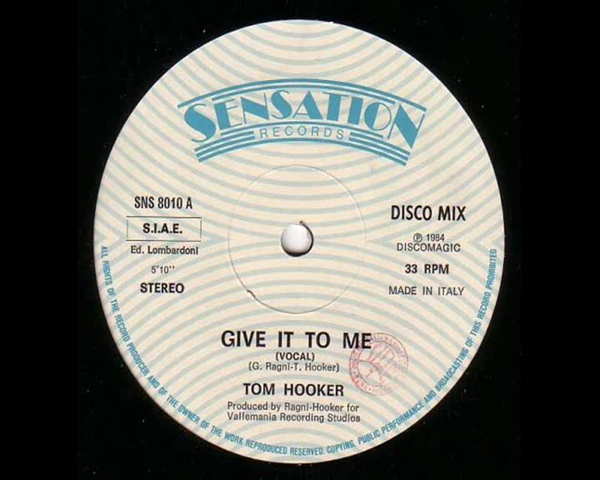 SENSATION
RECORDS
SNS 8010 A
S.I.A.E.
Ed. Lombardoni
5'10"
STEREO
DISCO MIX
℗ 1984
DISCOMAGIC
33 RPM
MADE IN ITALY
GIVE IT TO ME
(VOCAL)
(G. Ragni-T. Hooker)
TOM HOOKER
Produced by Ragni-Hooker for
Vallemania Recording Studios
ALL RIGHTS OF THE RECORD PRODUCER AND OF THE OWNER OF THE WORK REPRODUCED RESERVED. COPYING, PUBLIC PERFORMANCE AND BROADCASTING OF THIS RECORD PROHIBITED